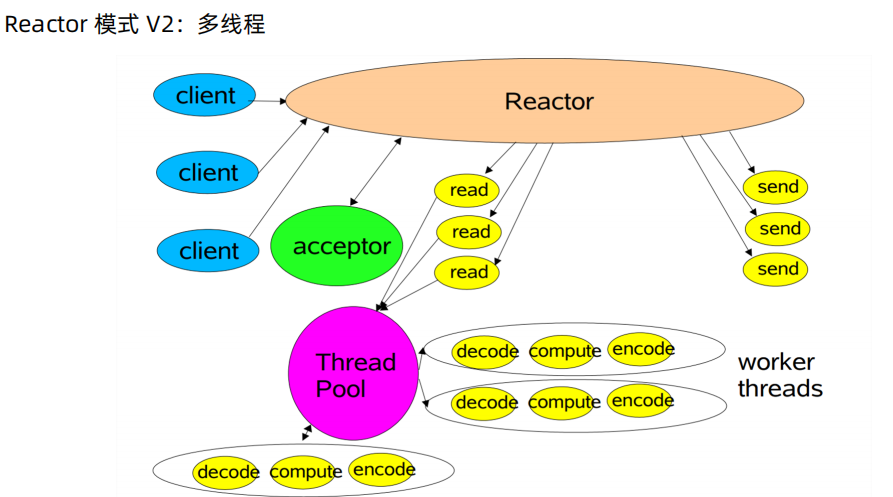 Reactor 模式 V2：多线程
client
Reactor
client
read
send
client
acceptor
read
send
read
send
Thread
Pool
decode compute encode
worker
threads
decode compute encode
decode compute encode